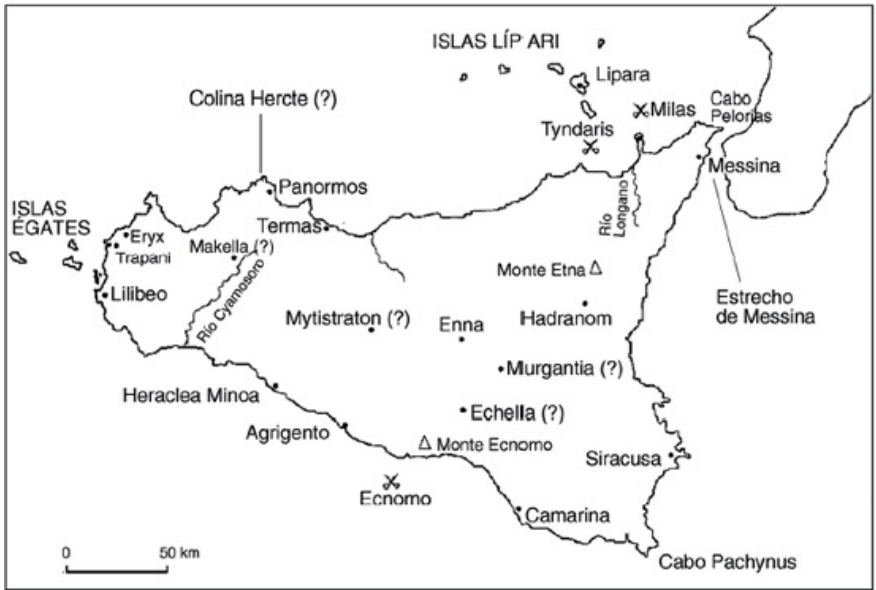 ISLAS LÍP ARI
Lipara
Colina Hercte (?)
Milas
Cabo
Pelorias
Tyndaris
Messina
Panormos
ISLAS
ÉGATES
Termas
Eryx
Trapani
Makella (?)
Río
Longano
Lilibeo
Río Cyamosoro
Monte Etna
Estrecho
de Messina
Hadranom
Mytistraton (?)
Enna
Murgantia (?)
Heraclea Minoa
Echella (?)
Agrigento
Monte Ecnomo
Siracusa
Ecnomo
Camarina
0 50 km
Cabo Pachynus